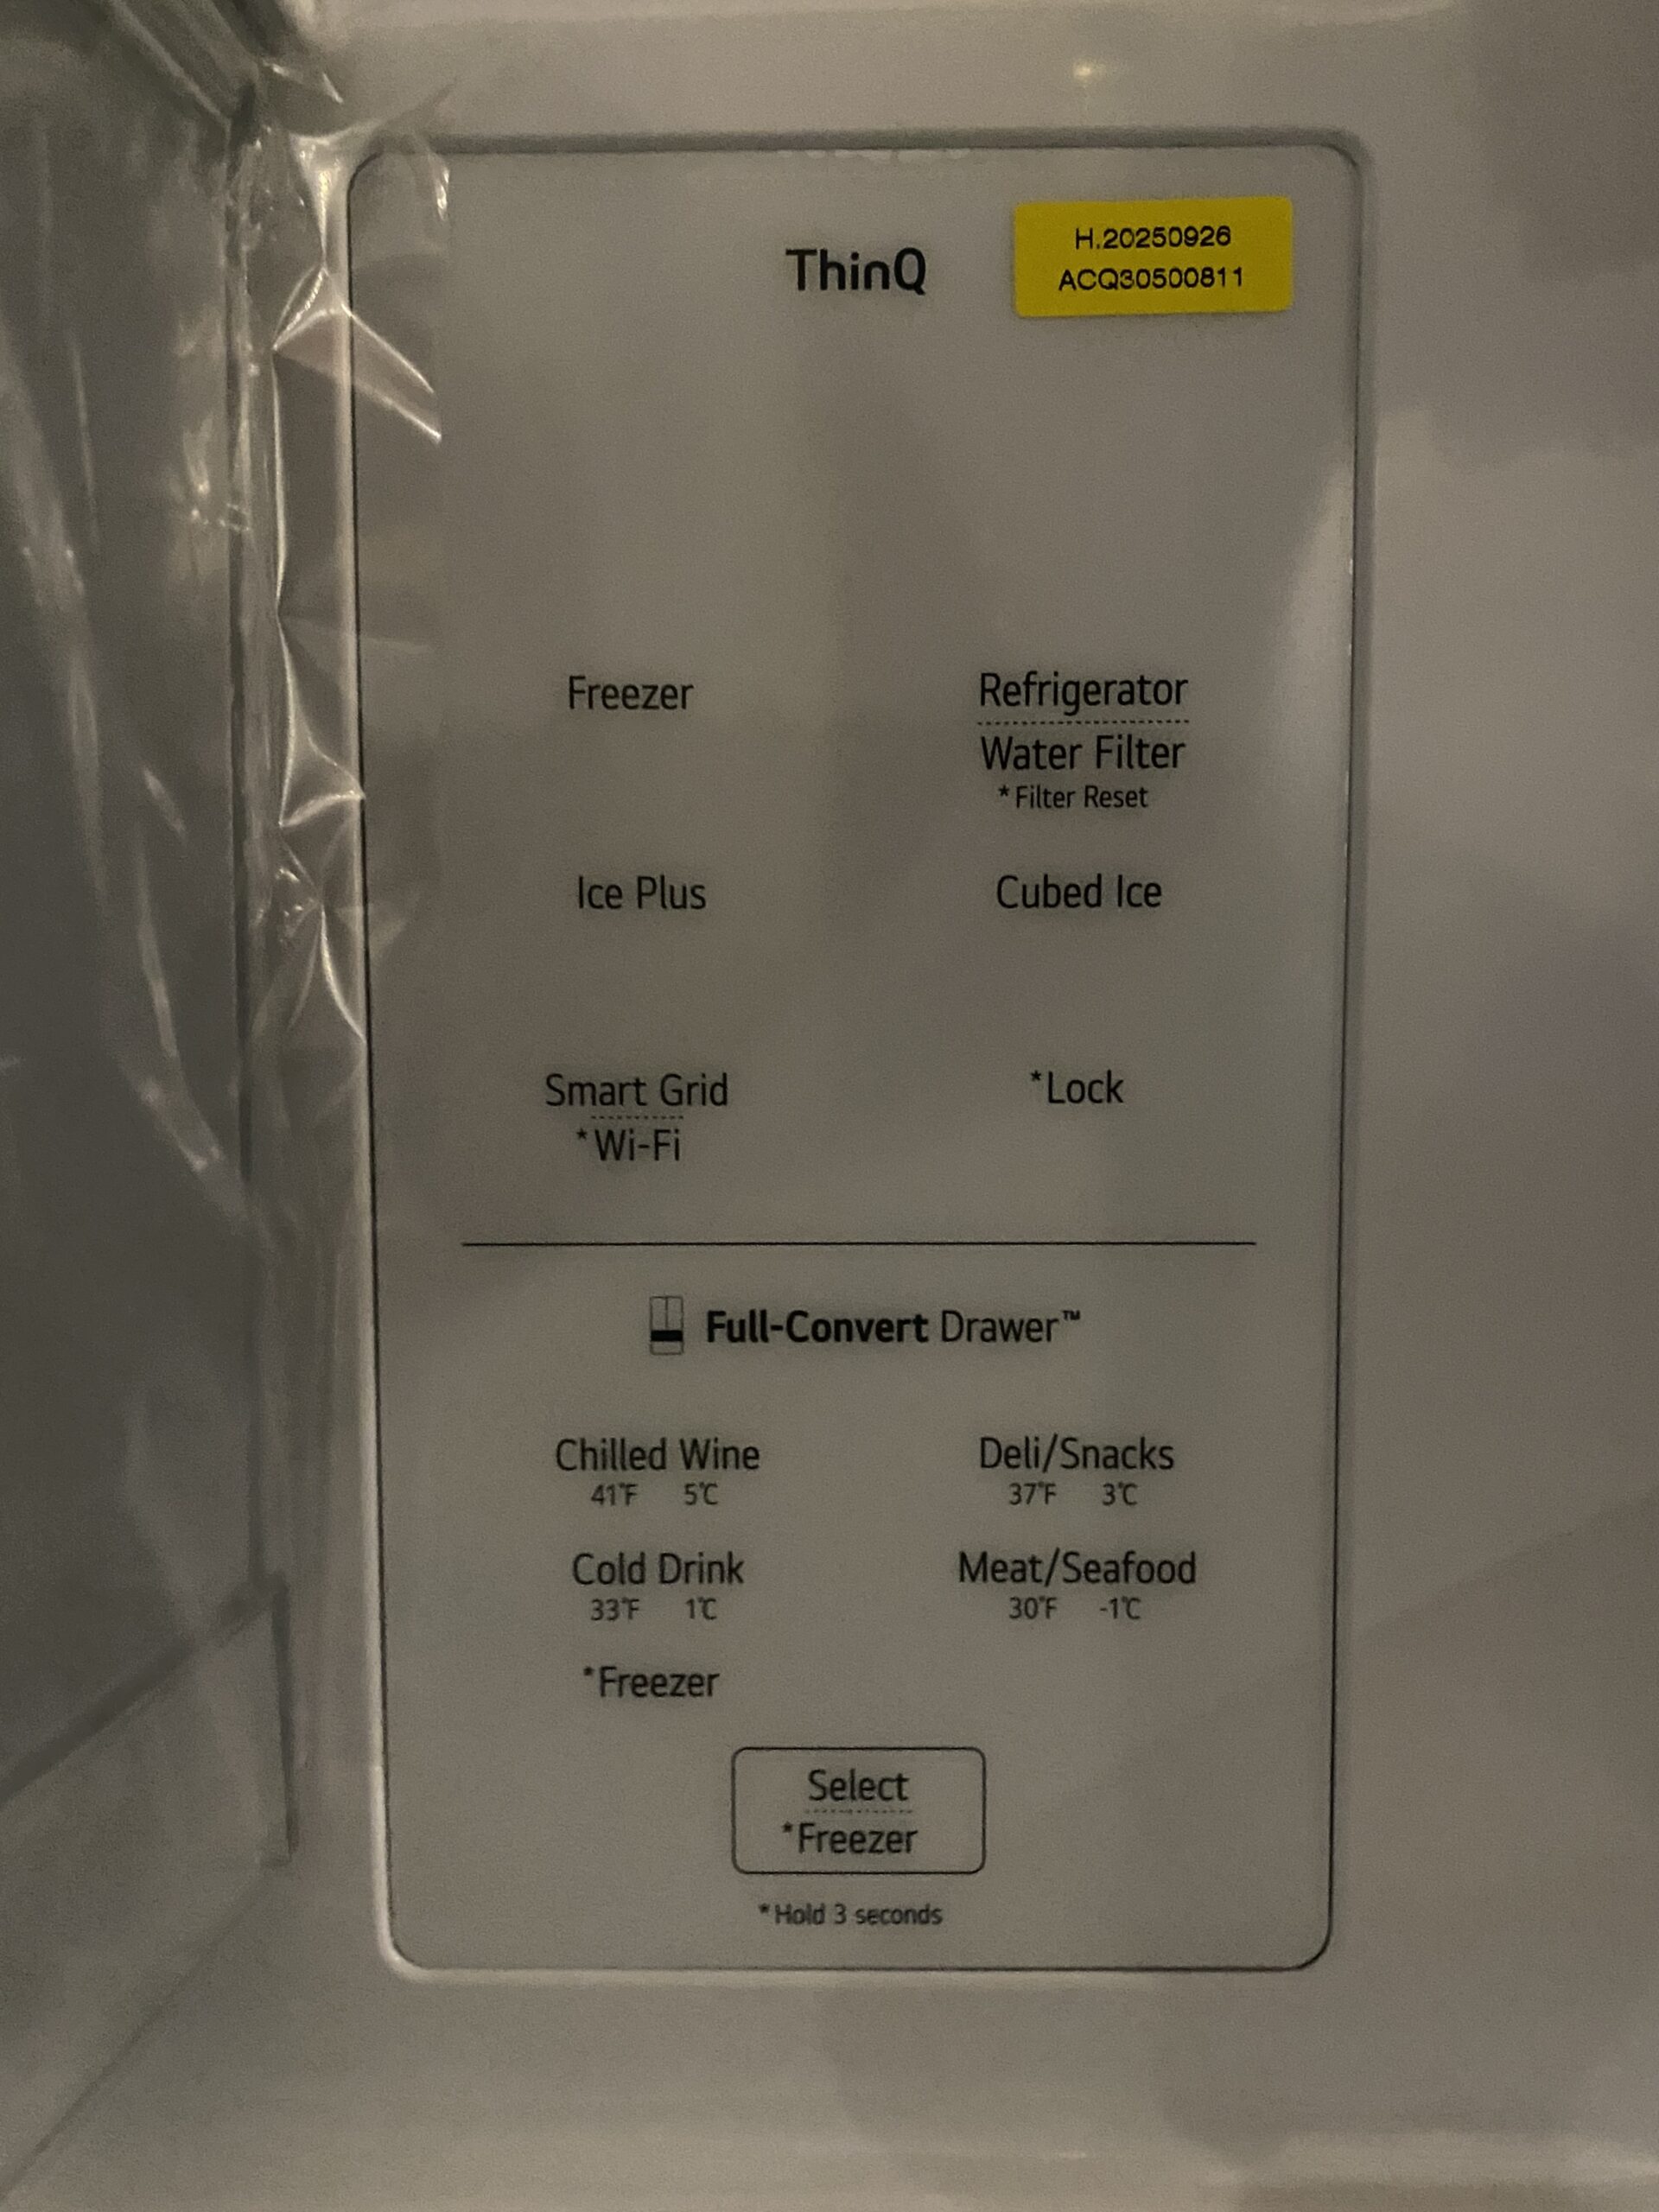 ThinQ
H.20250926
ACQ30500811
Freezer
Refrigerator
Water Filter
*Filter Reset
Ice Plus
Cubed Ice
Smart Grid
*Wi-Fi
*Lock
Full-Convert Drawer™
Chilled Wine
41°F 5°C
Deli/Snacks
37°F 3°C
Cold Drink
33°F 1°C
Meat/Seafood
30°F -1°C
*Freezer
Select
*Freezer
*Hold 3 seconds